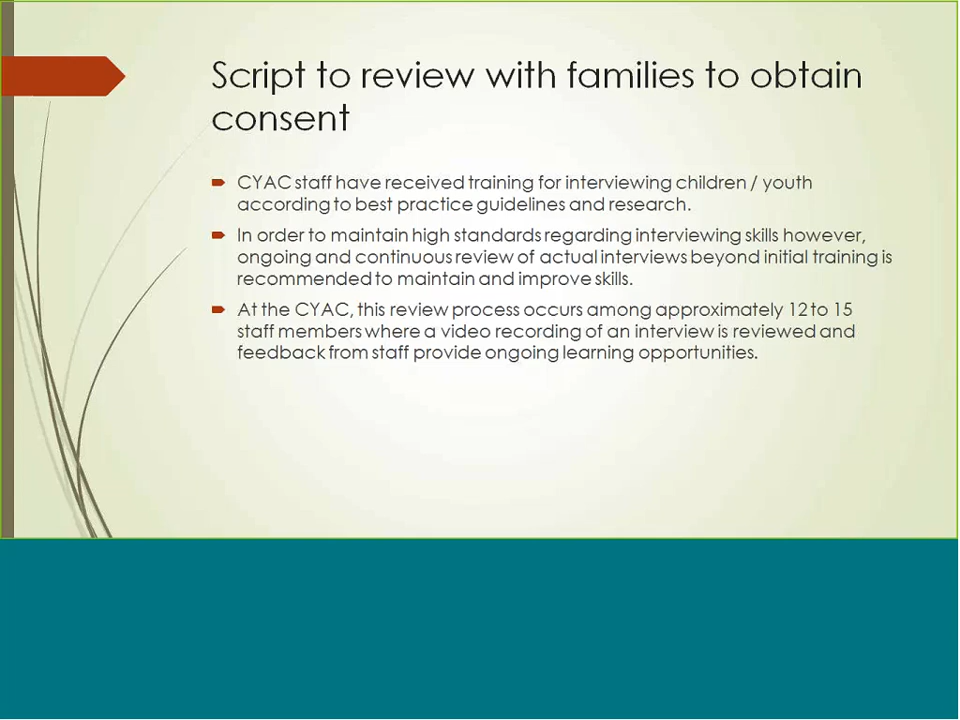 Script to review with families to obtain
consent
CYAC staff have received training for interviewing children / youth
according to best practice guidelines and research.
In order to maintain high standards regarding interviewing skills however,
ongoing and continuous review of actual interviews beyond initial training is
recommended to maintain and improve skills.
At the CYAC, this review process occurs among approximately 12 to 15
staff members where a video recording of an interview is reviewed and
feedback from staff provide ongoing learning opportunities.